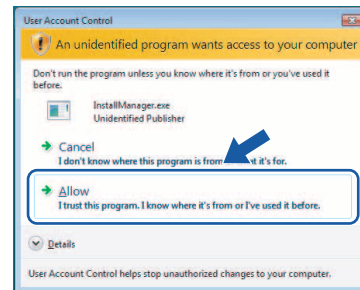 User Account Control
An unidentified program wants access to your computer
Don't run the program unless you know where it's from or you've used it
before.
InstallManager.exe
Unidentified Publisher
Cancel
I don't know where this program is from it's for.
Allow
I trust this program. I know where it's from or I've used it before.
Details
User Account Control helps stop unauthorized changes to your computer.